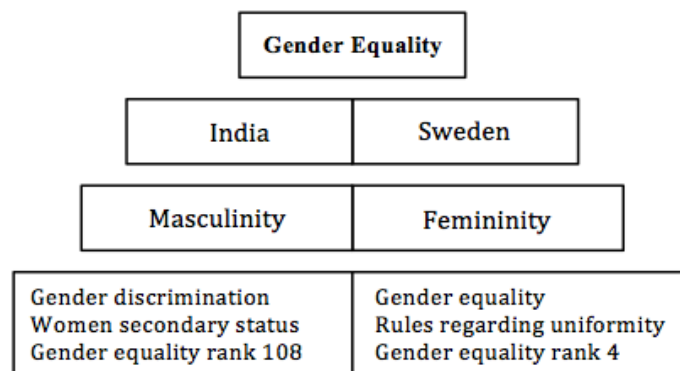 Gender Equality
India
Sweden
Masculinity
Femininity
Gender discrimination
Women secondary status
Gender equality rank 108
Gender equality
Rules regarding uniformity
Gender equality rank 4